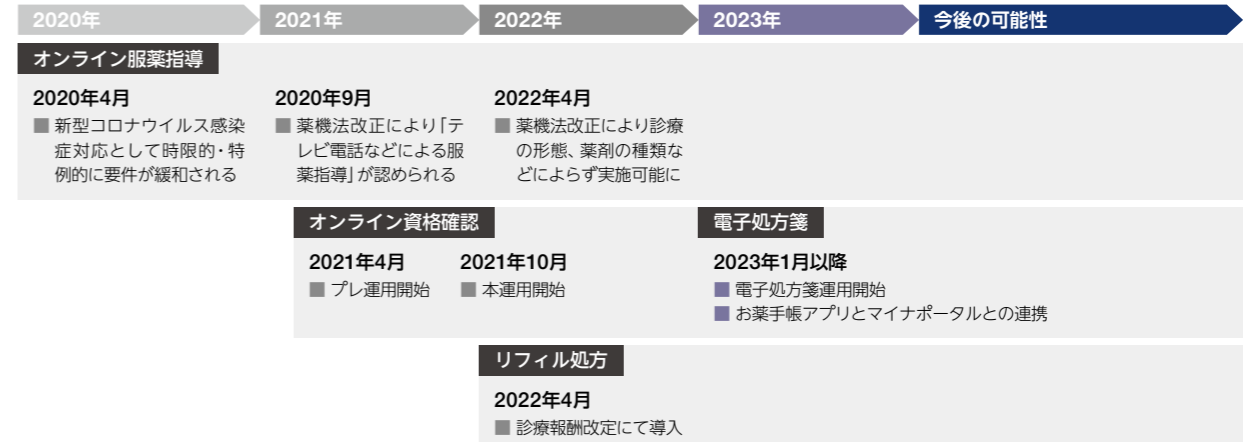 2020年
2021年
2022年
2023年
今後の可能性
オンライン服薬指導
2020年4月
■ 新型コロナウイルス感染
症対応として時限的・特
例的に要件が緩和される
2020年9月
■ 薬機法改正により「テ
レビ電話などによる服
薬指導」が認められる
2022年4月
■ 薬機法改正により診療
の形態、薬剤の種類な
どによらず実施可能に
オンライン資格確認
2021年4月
■ プレ運用開始
2021年10月
■ 本運用開始
電子処方箋
2023年1月以降
■ 電子処方箋運用開始
■ お薬手帳アプリとマイナポータルとの連携
リフィル処方
2022年4月
■ 診療報酬改定にて導入